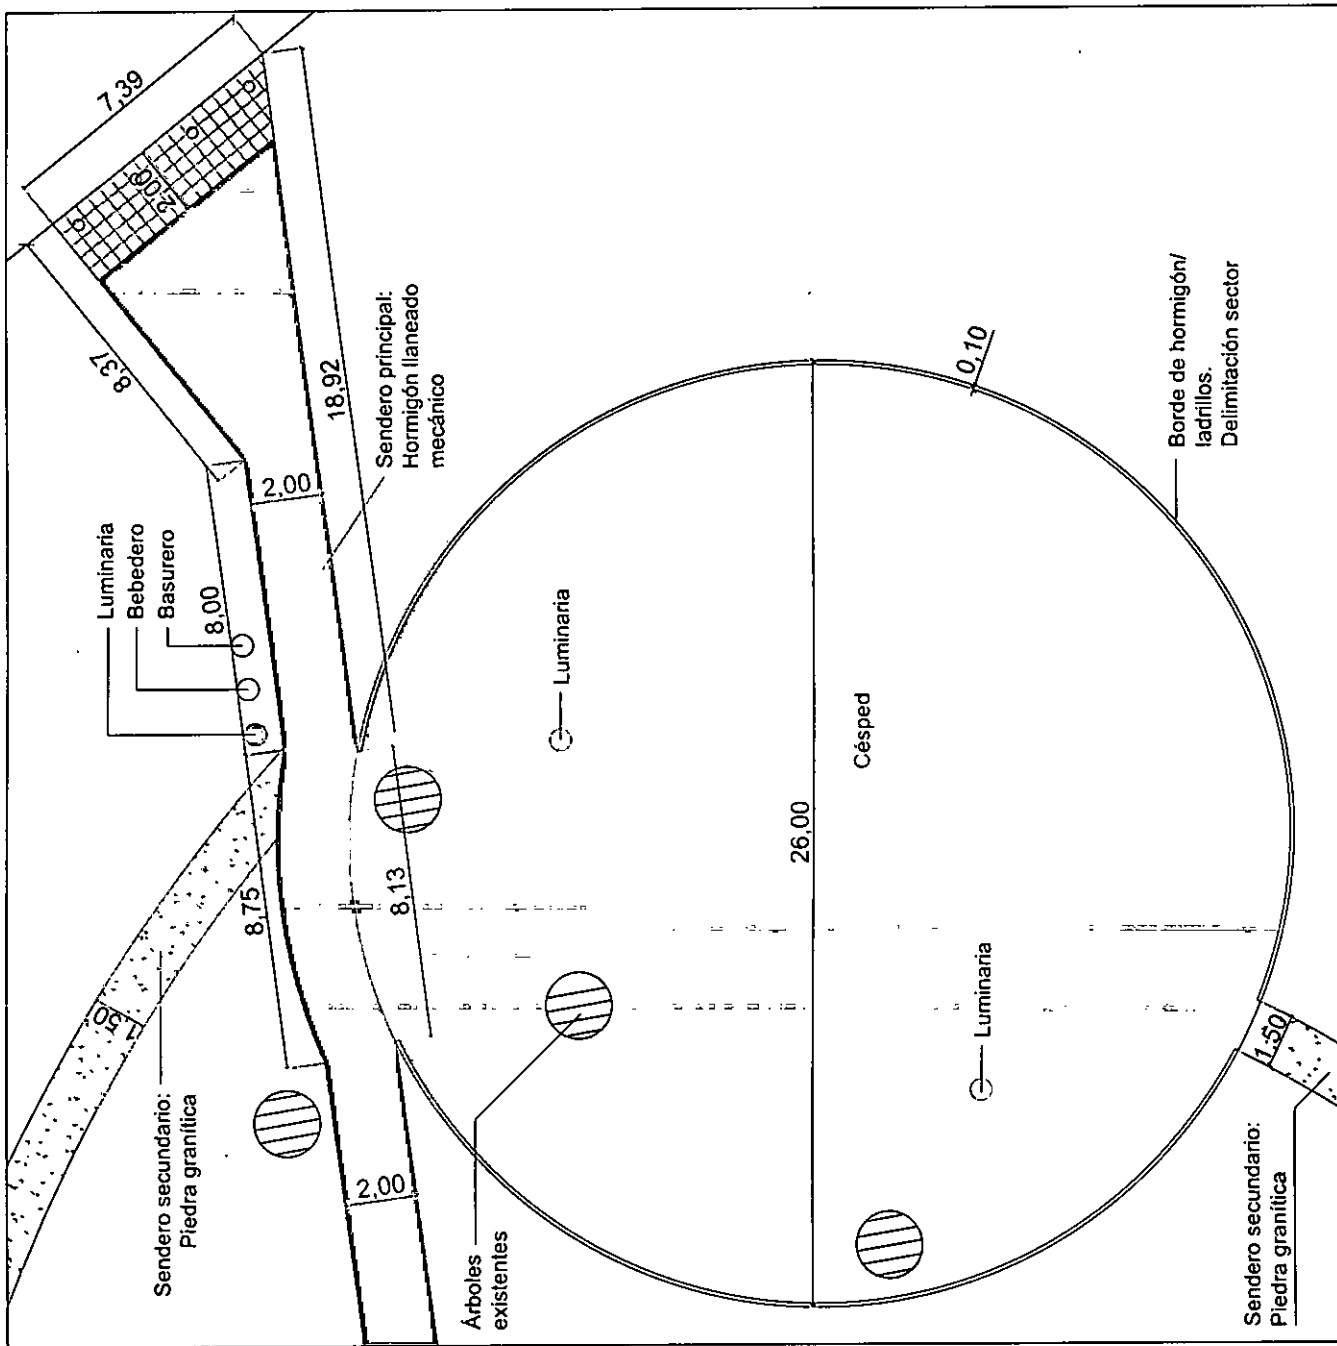 7,39
2,00
8,37
18,92
Sendero principal:
Hormigón llaneado
mecánico
2,00
Luminaria
Bebedero
Basurero
8,00
0,10
Borde de hormigón/
ladrillos.
Delimitación sector
Luminaria
Césped
26,00
8,75
8,13
1,50
Sendero secundario:
Piedra granítica
Luminaria
2,00
Árboles
existentes
1,50
Sendero secundario:
Piedra granítica